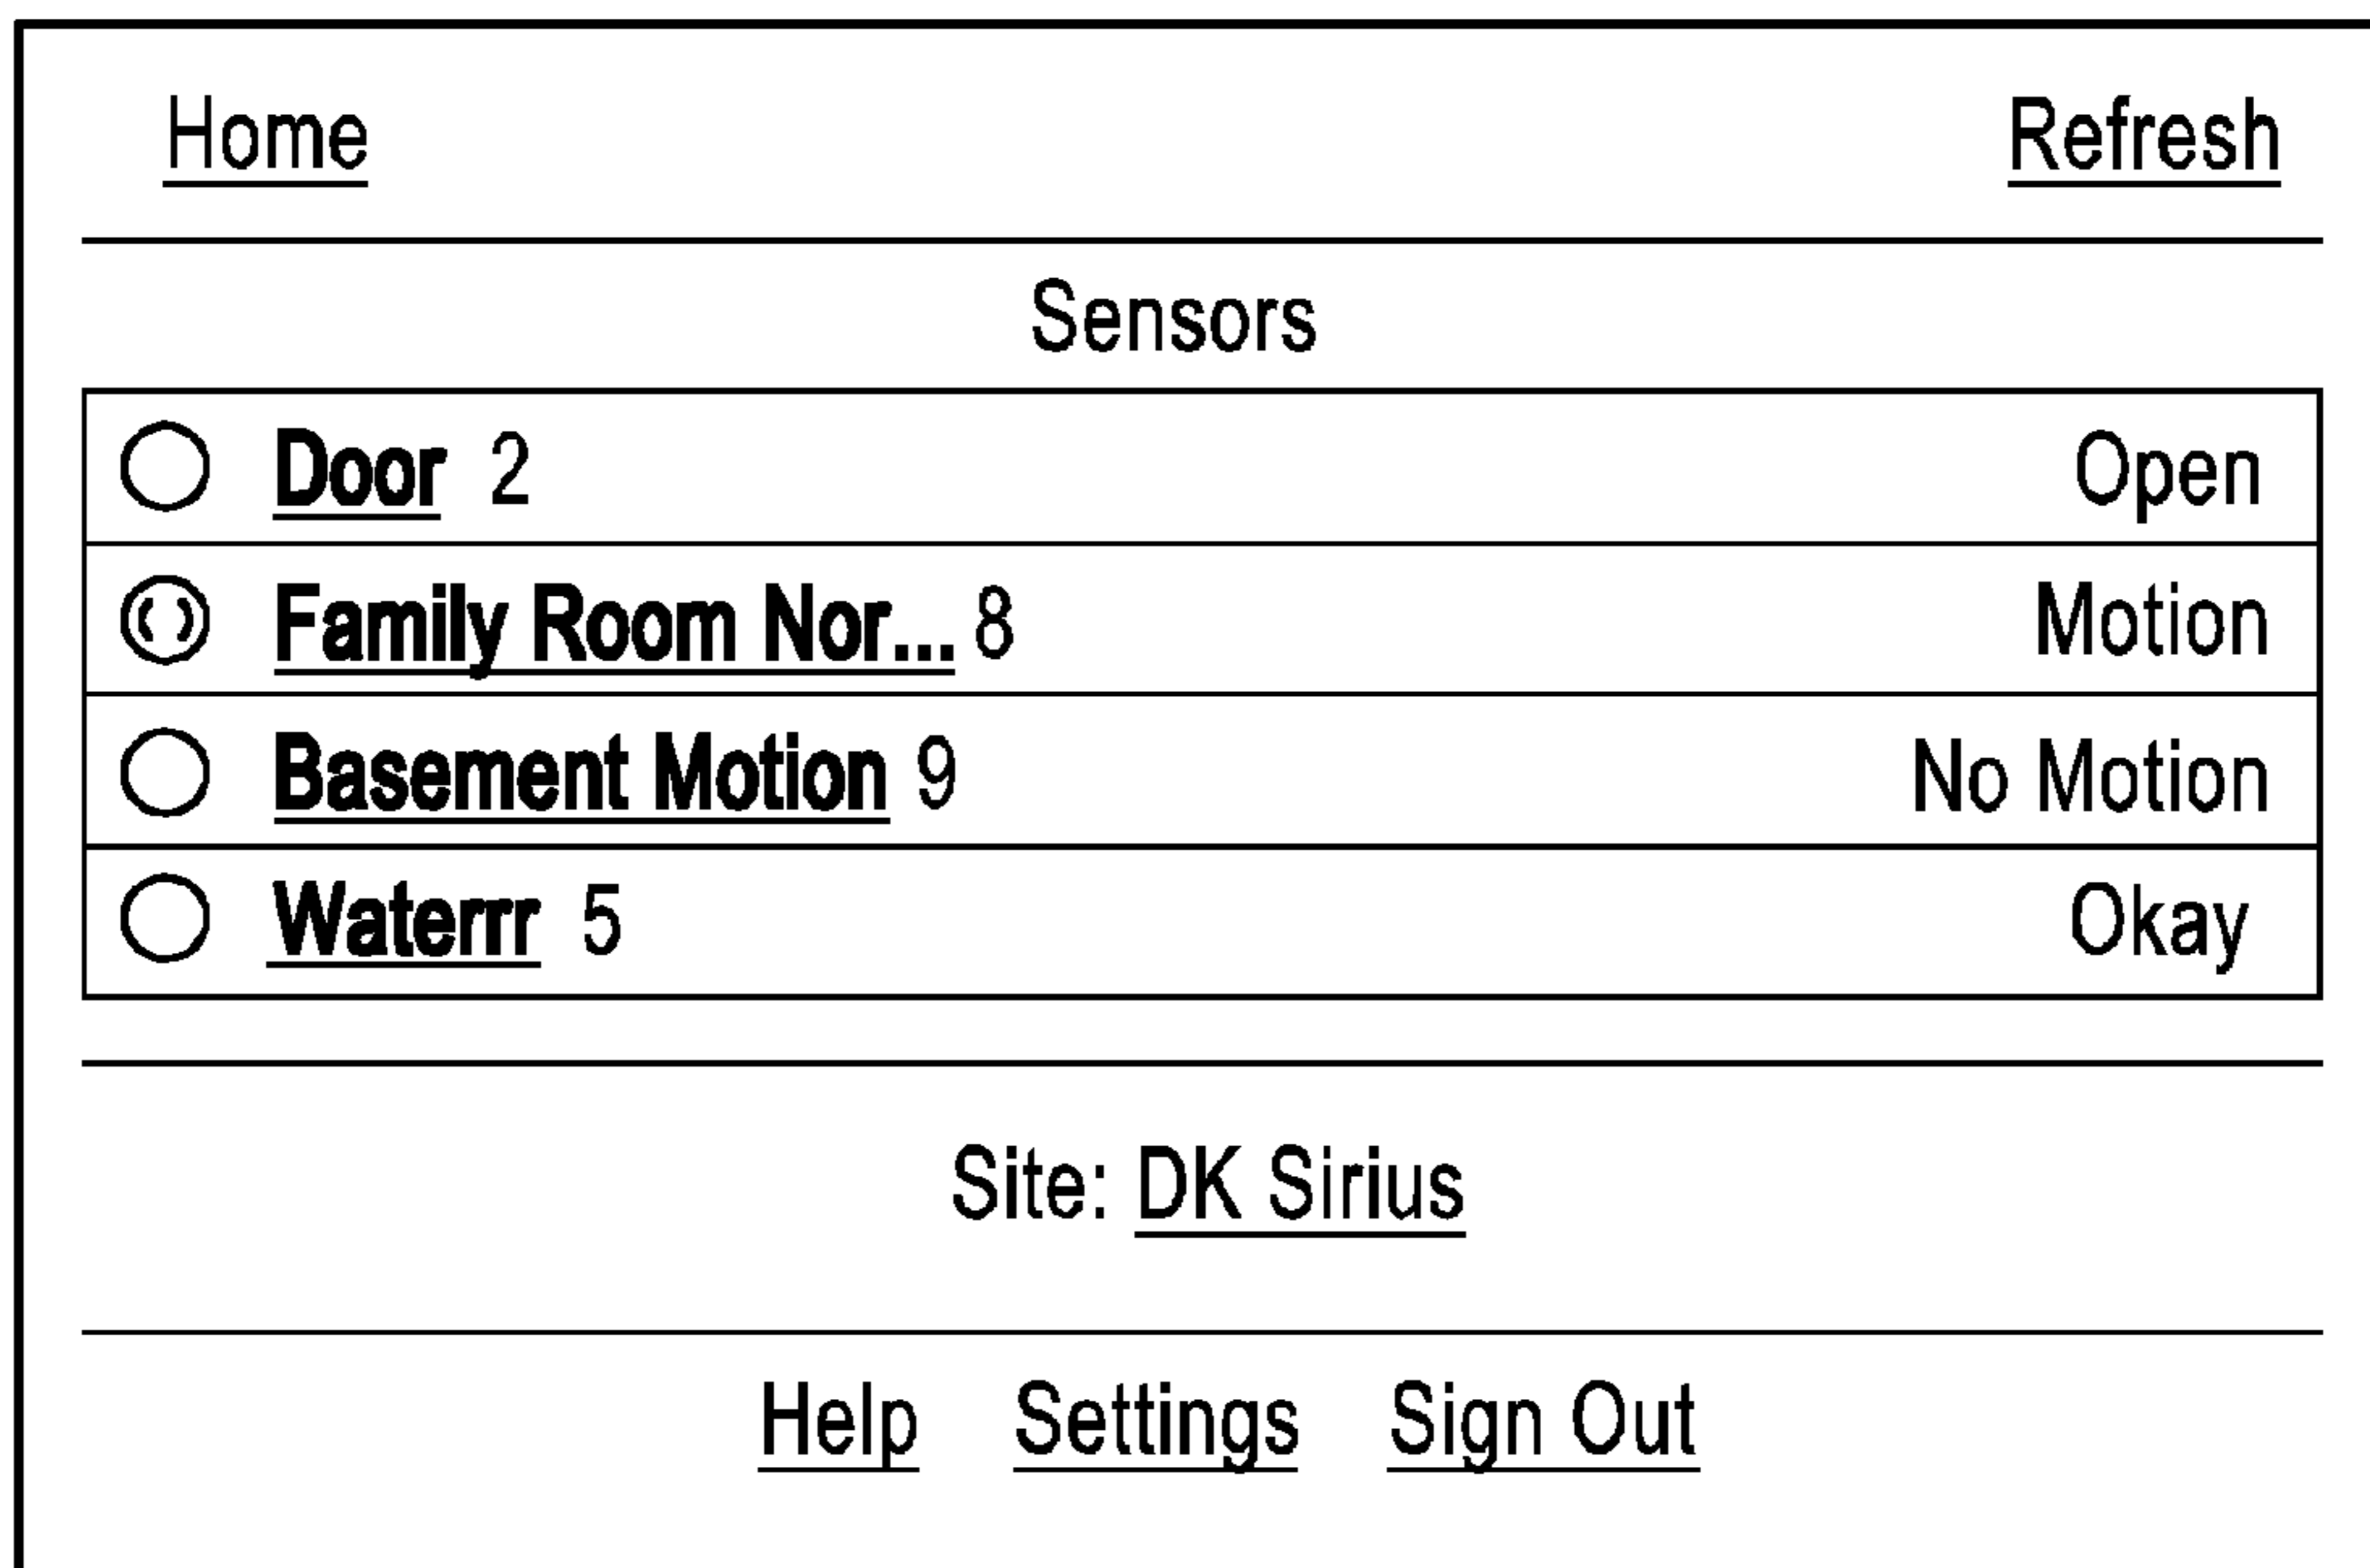 Home Refresh
Sensors
Door 2 Open
Family Room Nor... 8 Motion
Basement Motion 9 No Motion
Waterrr 5 Okay
Site: DK Sirius
Help Settings Sign Out